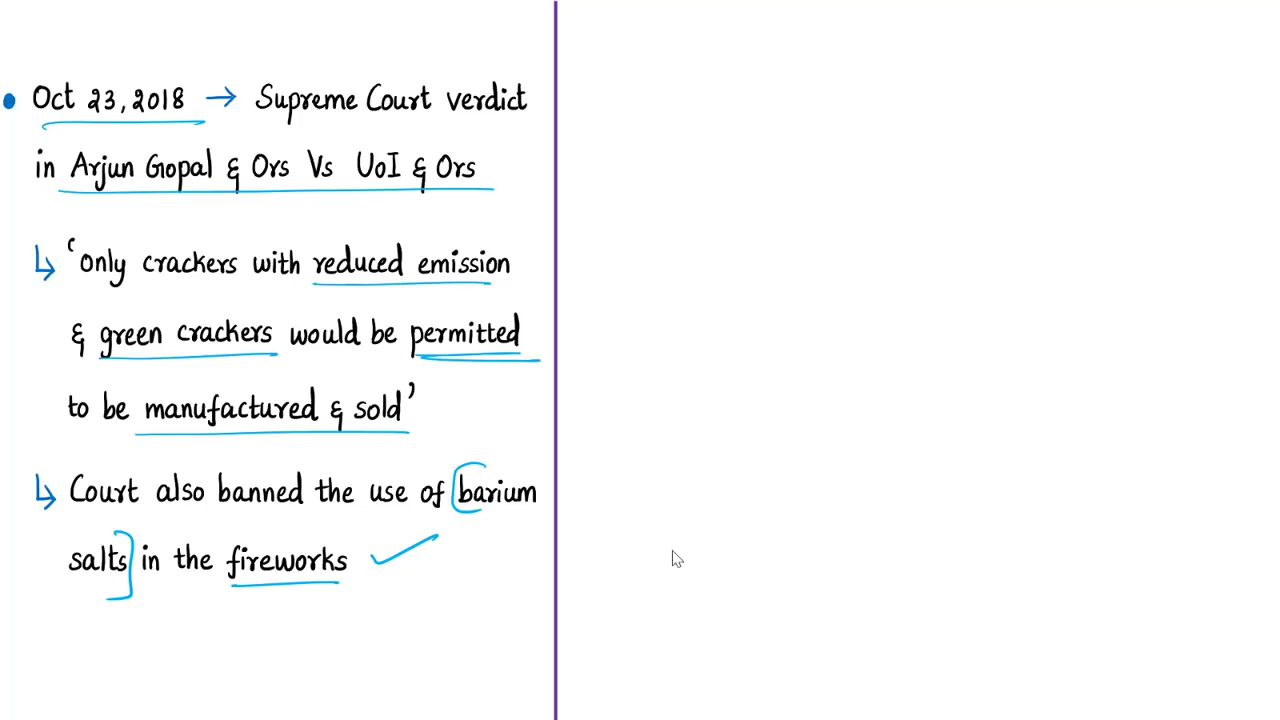 • Oct 23, 2018 → Supreme Court verdict
in Arjun Gopal & Ors Vs UoI & Ors
↳ 'only crackers with reduced emission
& green crackers would be permitted
to be manufactured & sold'
↳ Court also banned the use of [barium
salts] in the fireworks ✓